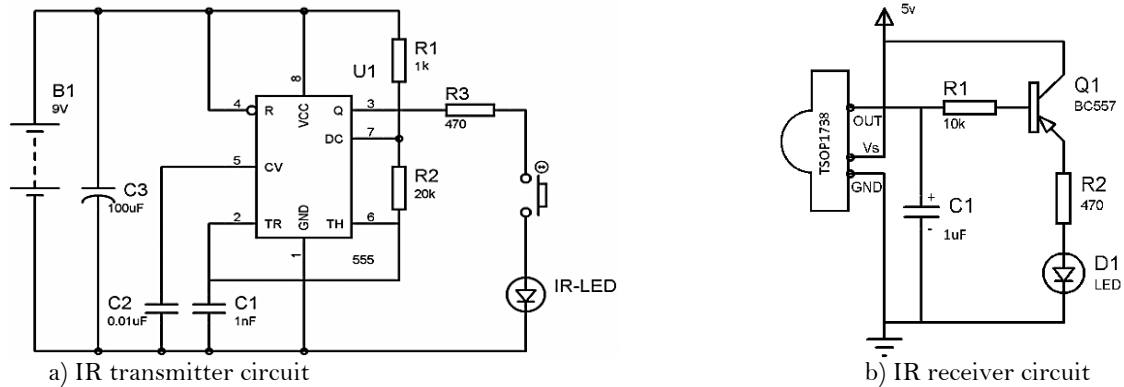 B1
9V
C3
100uF
C2
0.01uF
C1
1nF
U1
R
VCC
Q
DC
CV
TR
GND
TH
4
8
3
7
5
2
1
6
555
R1
1k
R2
20k
R3
470
IR-LED
a) IR transmitter circuit
5v
TSOP1738
OUT
Vs
GND
R1
10k
Q1
BC557
+
C1
-
1uF
R2
470
D1
LED
b) IR receiver circuit